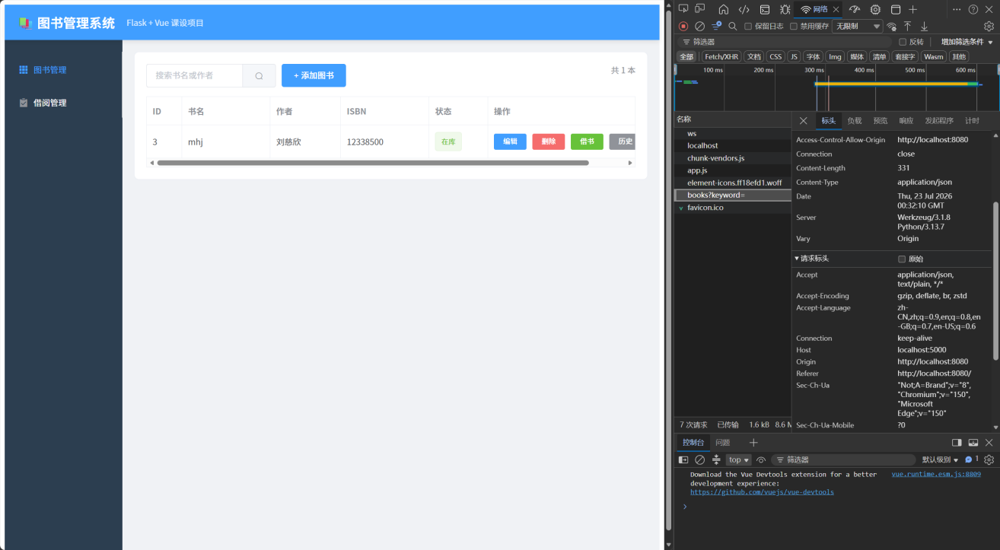 图书管理系统 Flask + Vue 课设项目
图书管理
借阅管理
搜索书名或作者
+ 添加图书
共 1 本
ID 书名 作者 ISBN 状态 操作
3 mhj 刘慈欣 12338500 在库 编辑 删除 借书 历史
网络
保留日志 禁用缓存 无限制
筛选器 反转 增加筛选条件
全部 Fetch/XHR 文档 CSS JS 字体 Img 媒体 清单 套接字 Wasm 其他
100 ms 200 ms 300 ms 400 ms 500 ms 600 ms
名称
ws
localhost
chunk-vendors.js
app.js
element-icons.ff18efd1.woff
books?keyword=
favicon.ico
7 次请求 已传输 1.6 kB 8.6 M
标头 负载 预览 响应 发起程序 计时
Access-Control-Allow-Origin http://localhost:8080
Connection close
Content-Length 331
Content-Type application/json
Date Thu, 23 Jul 2026
00:32:10 GMT
Server Werkzeug/3.1.8
Python/3.13.7
Vary Origin
请求标头 原始
Accept application/json,
text/plain, */*
Accept-Encoding gzip, deflate, br, zstd
Accept-Language zh-
CN,zh;q=0.9,en;q=0.8,en
-GB;q=0.7,en-US;q=0.6
Connection keep-alive
Host localhost:5000
Origin http://localhost:8080
Referer http://localhost:8080/
Sec-Ch-Ua "Not;A=Brand";v="8",
"Chromium";v="150",
"Microsoft
Edge";v="150"
Sec-Ch-Ua-Mobile ?0
控制台 问题
top 筛选器 默认级别 1
Download the Vue Devtools extension for a better vue.runtime.esm.js:8809
development experience:
https://github.com/vuejs/vue-devtools